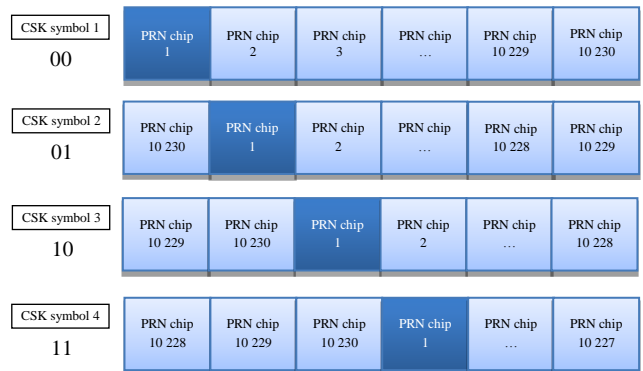 CSK symbol 1
00
PRN chip
1
PRN chip
2
PRN chip
3
PRN chip
...
PRN chip
10 229
PRN chip
10 230
CSK symbol 2
01
PRN chip
10 230
PRN chip
1
PRN chip
2
PRN chip
...
PRN chip
10 228
PRN chip
10 229
CSK symbol 3
10
PRN chip
10 229
PRN chip
10 230
PRN chip
1
PRN chip
2
PRN chip
...
PRN chip
10 228
CSK symbol 4
11
PRN chip
10 228
PRN chip
10 229
PRN chip
10 230
PRN chip
1
PRN chip
...
PRN chip
10 227